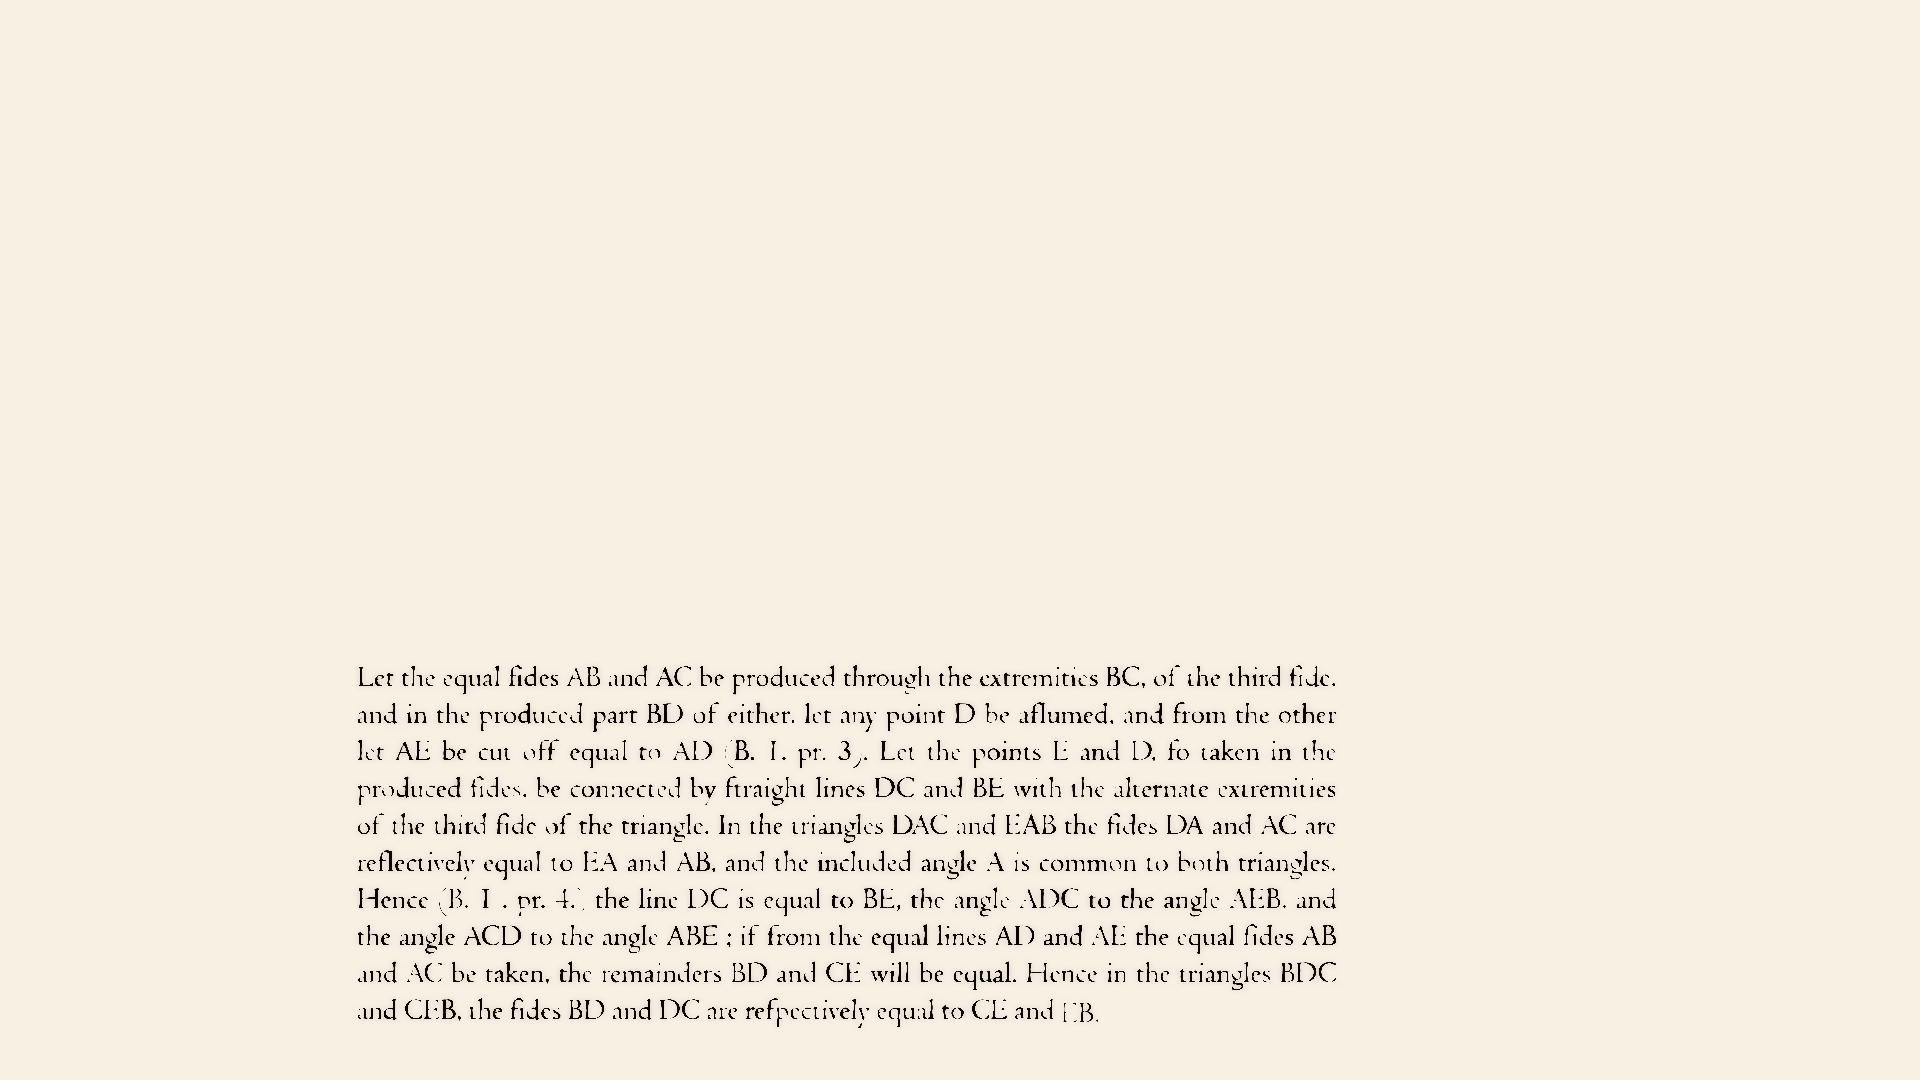 Let the equal fides AB and AC be produced through the extremities BC, of the third fide.
and in the produced part BD of either. let any point D be aflumed, and from the other
let AE be cut off equal to AD (B. I. pr. 3). Let the points E and D, fo taken in the
produced fides. be connected by ftraight lines DC and BE with the alternate extremities
of the third fide of the triangle. In the triangles DAC and EAB the fides DA and AC are
reflectively equal to EA and AB, and the included angle A is common to both triangles.
Hence (B. I . pr. 4.) the line DC is equal to BE, the angle ADC to the angle AEB. and
the angle ACD to the angle ABE ; if from the equal lines AD and AE the equal fides AB
and AC be taken, the remainders BD and CE will be equal. Hence in the triangles BDC
and CEB, the fides BD and DC are refpectively equal to CE and EB.